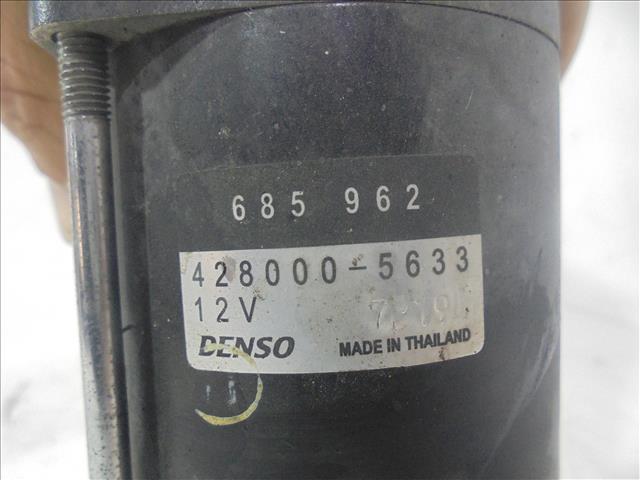 685 962
428000-5633
12V
DENSO MADE IN THAILAND